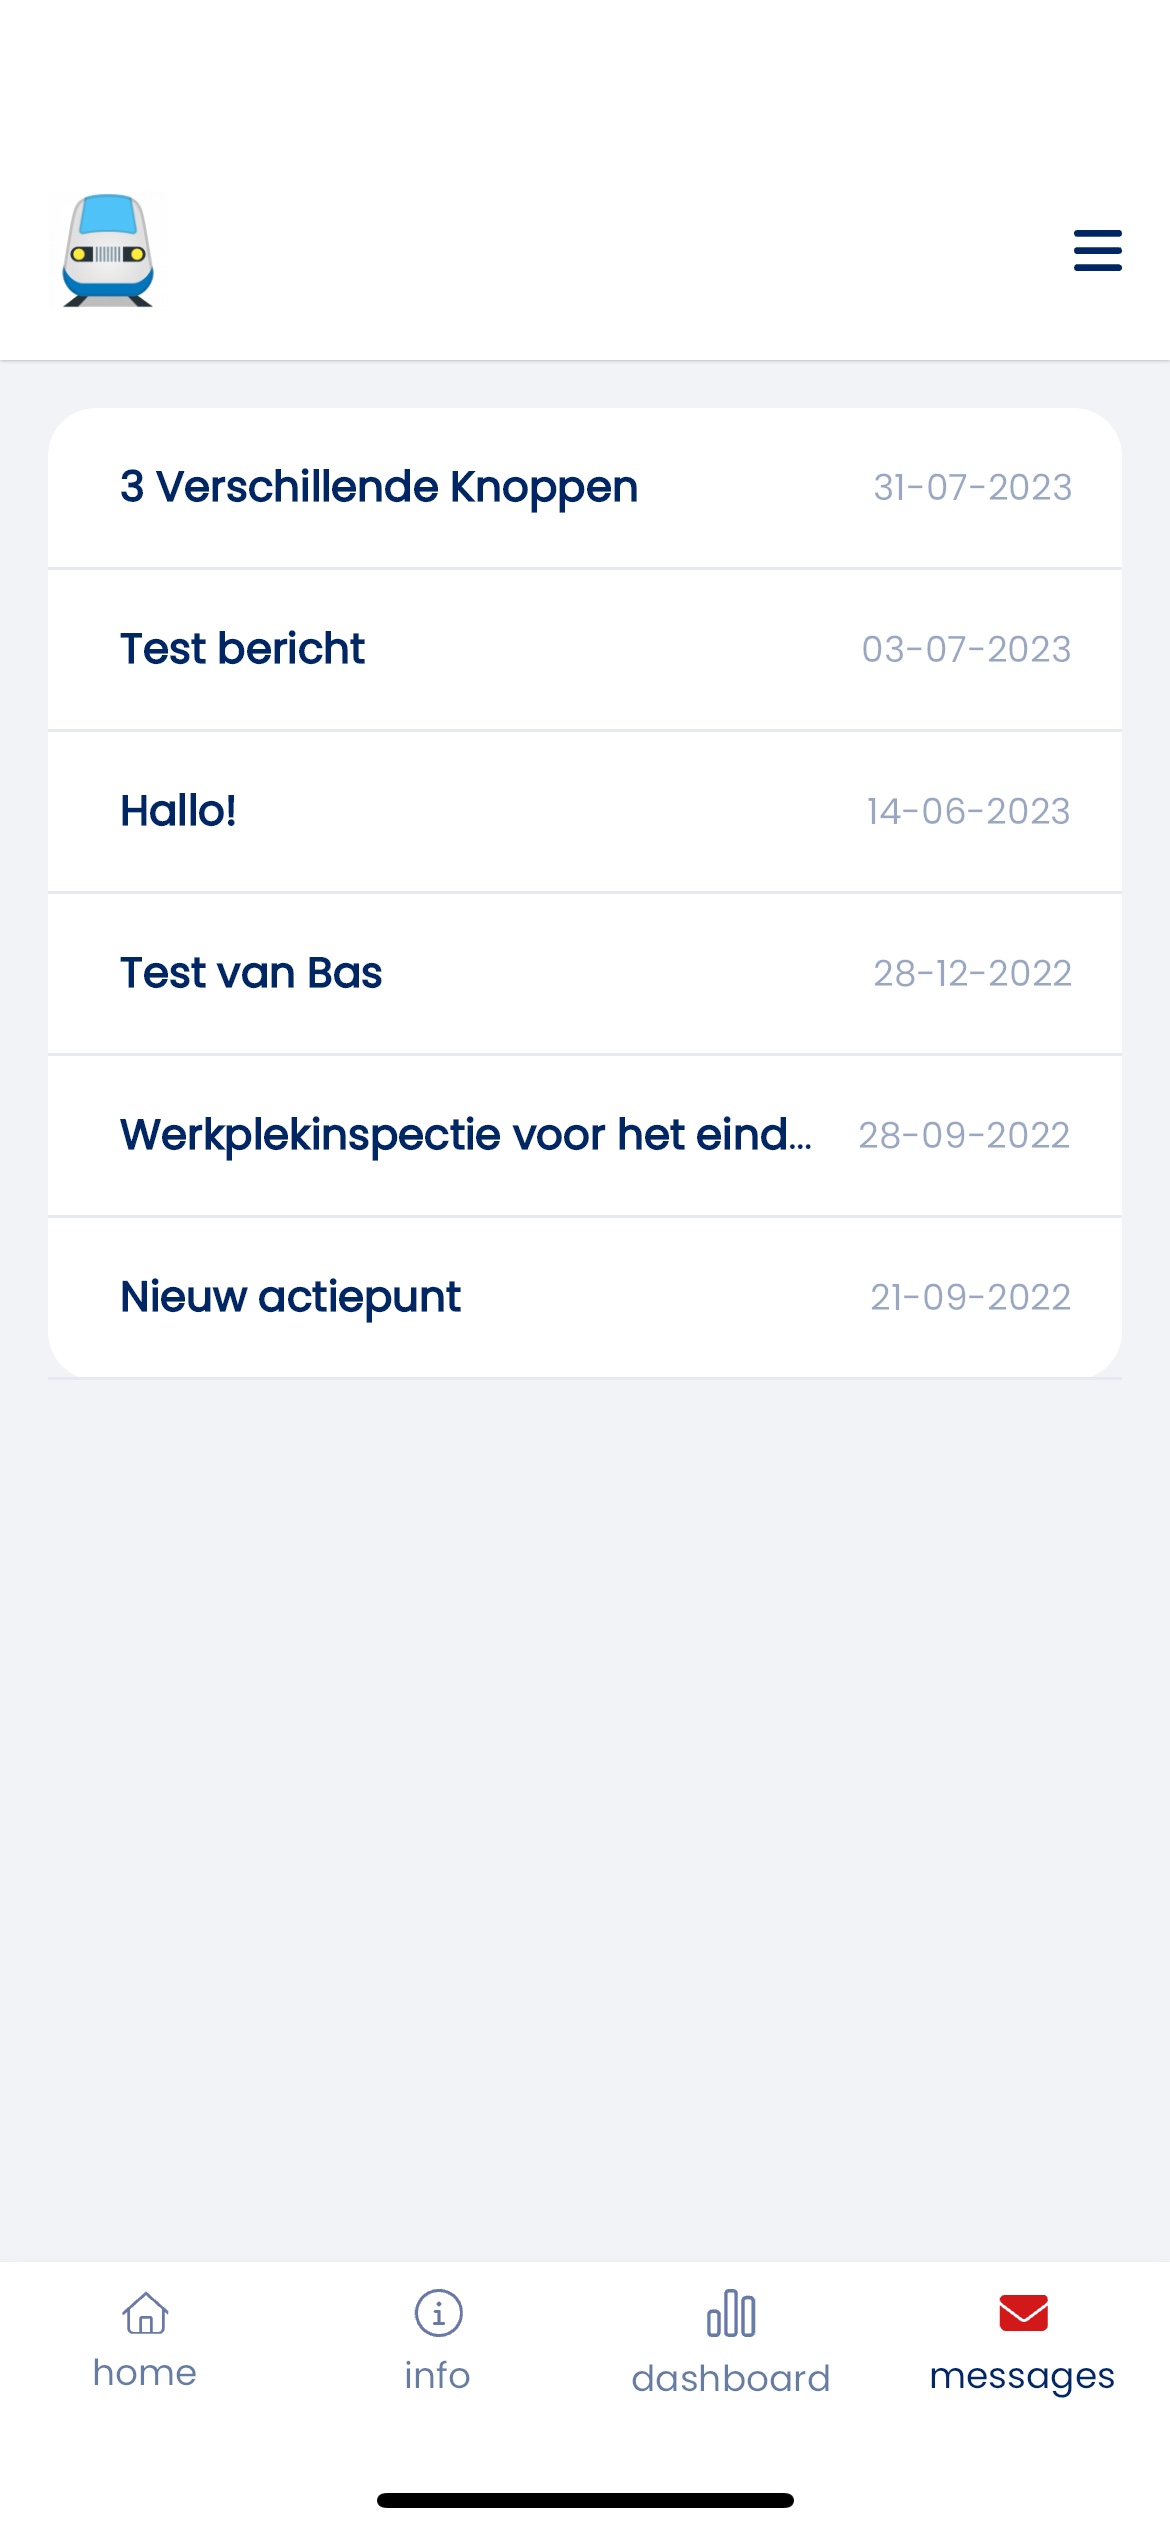 3 Verschillende Knoppen 31-07-2023
Test bericht 03-07-2023
Hallo! 14-06-2023
Test van Bas 28-12-2022
Werkplekinspectie voor het eind... 28-09-2022
Nieuw actiepunt 21-09-2022
home info dashboard messages